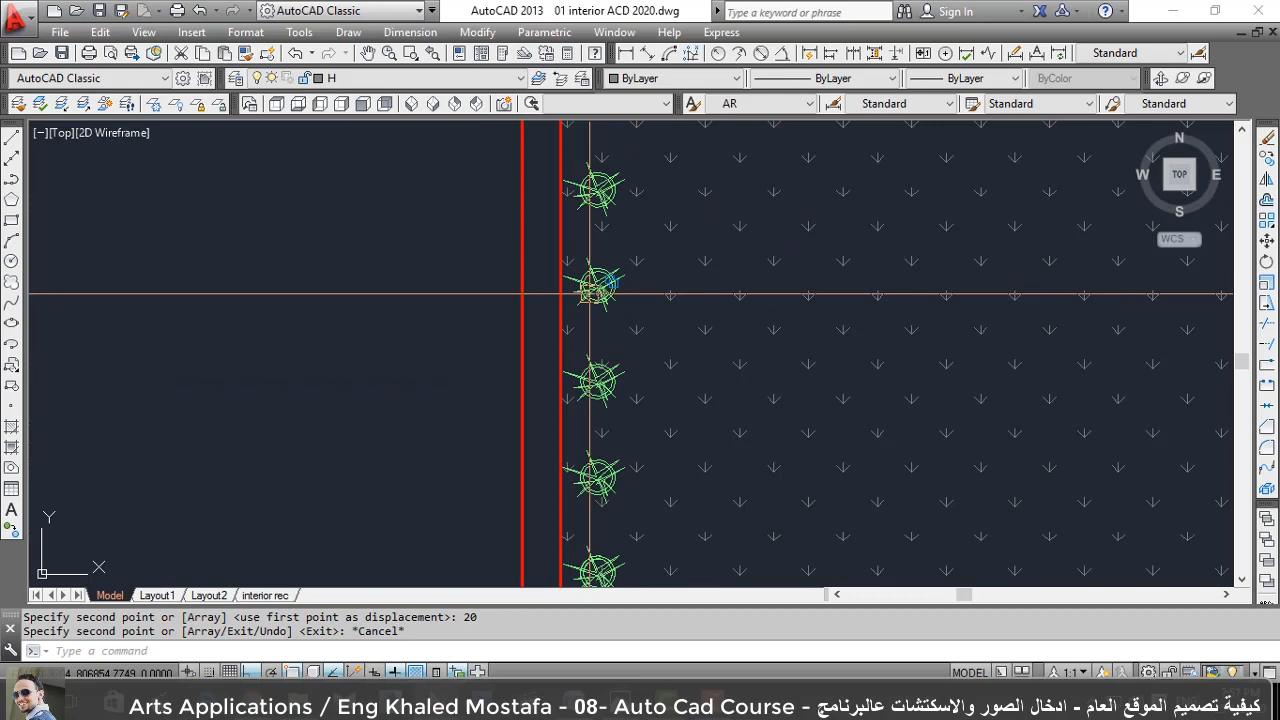 AutoCAD Classic
AutoCAD 2013 01 interior ACD 2020.dwg
Type a keyword or phrase
Sign In
File Edit View Insert Format Tools Draw Dimension Modify Parametric Window Help Express
Standard
AutoCAD Classic
H
ByLayer
ByLayer
ByLayer
ByColor
AR
Standard
Standard
Standard
[−][Top][2D Wireframe]
N
W TOP E
S
WCS
Y
X
Model Layout1 Layout2 interior rec
Specify second point or [Array] <use first point as displacement>: 20
Specify second point or [Array/Exit/Undo] <Exit>: *Cancel*
Type a command
MODEL
1:1
Arts Applications / Eng Khaled Mostafa - 08- Auto Cad Course - كيفية تصميم الموقع العام - ادخال الصور والاسكتشات عالبرنامج